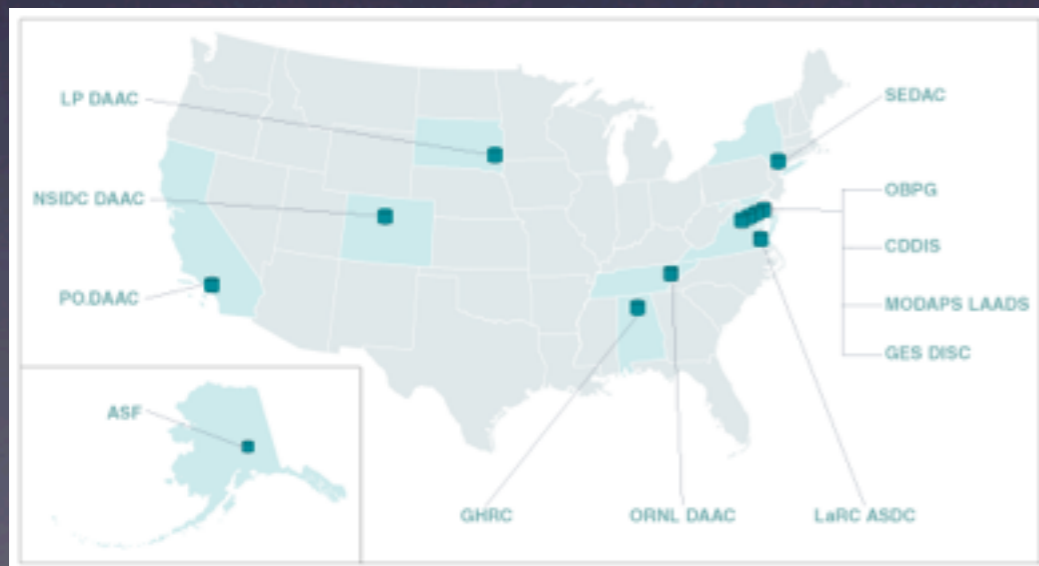 LP DAAC
NSIDC DAAC
PO.DAAC
ASF
GHRC
ORNL DAAC
LaRC ASDC
SEDAC
OBPG
CDDIS
MODAPS LAADS
GES DISC